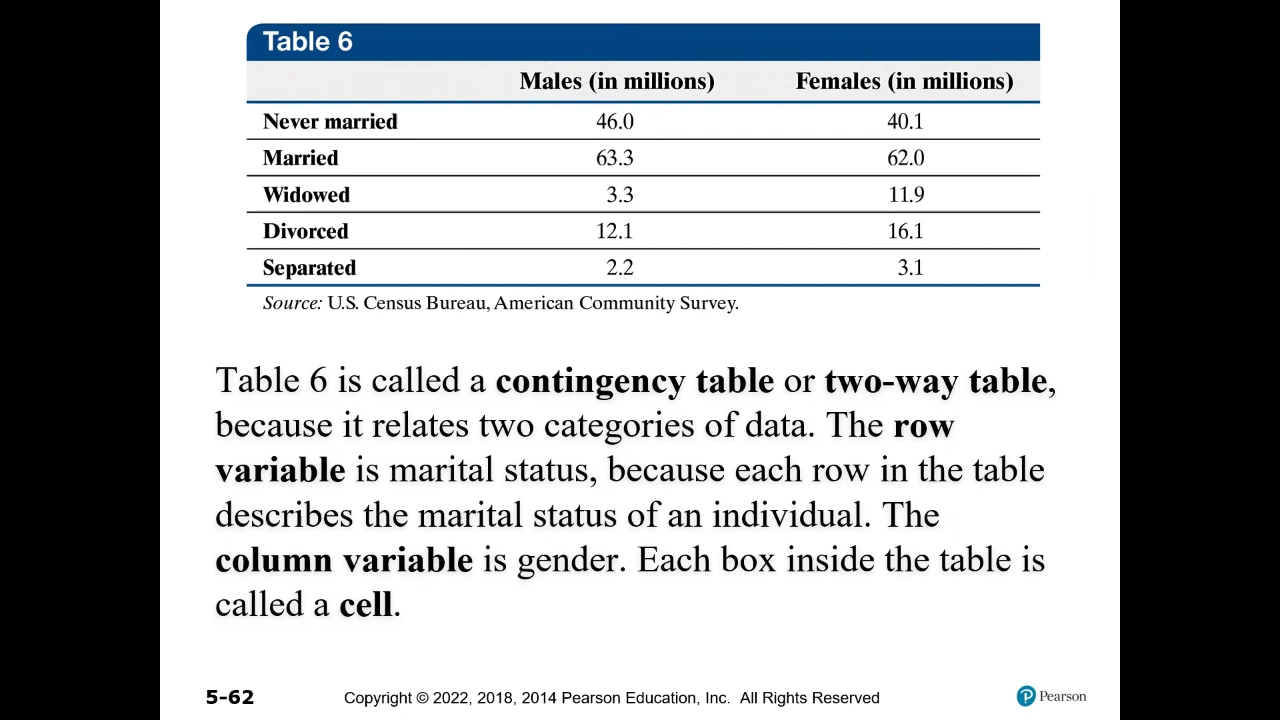 Table 6
Males (in millions) Females (in millions)
Never married 46.0 40.1
Married 63.3 62.0
Widowed 3.3 11.9
Divorced 12.1 16.1
Separated 2.2 3.1
Source: U.S. Census Bureau, American Community Survey.
Table 6 is called a contingency table or two-way table,
because it relates two categories of data. The row
variable is marital status, because each row in the table
describes the marital status of an individual. The
column variable is gender. Each box inside the table is
called a cell.
5-62 Copyright © 2022, 2018, 2014 Pearson Education, Inc. All Rights Reserved P Pearson